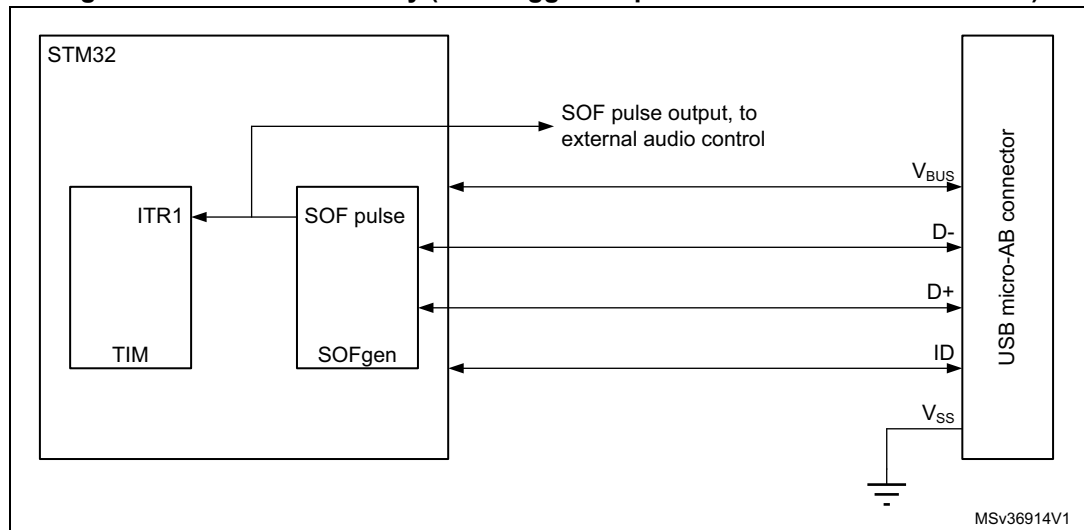 STM32
SOF pulse output, to
external audio control
ITR1
SOF pulse
TIM
SOFgen
VBUS
D-
D+
ID
VSS
USB micro-AB connector
MSv36914V1